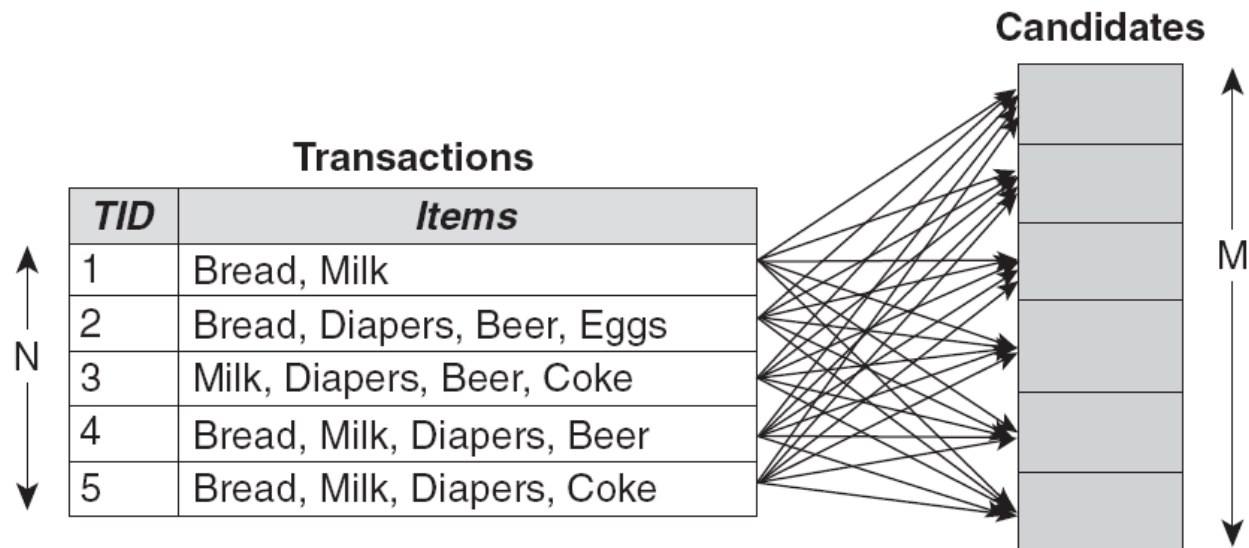 Candidates
Transactions
TID Items
1 Bread, Milk
2 Bread, Diapers, Beer, Eggs
3 Milk, Diapers, Beer, Coke
4 Bread, Milk, Diapers, Beer
5 Bread, Milk, Diapers, Coke
N
M